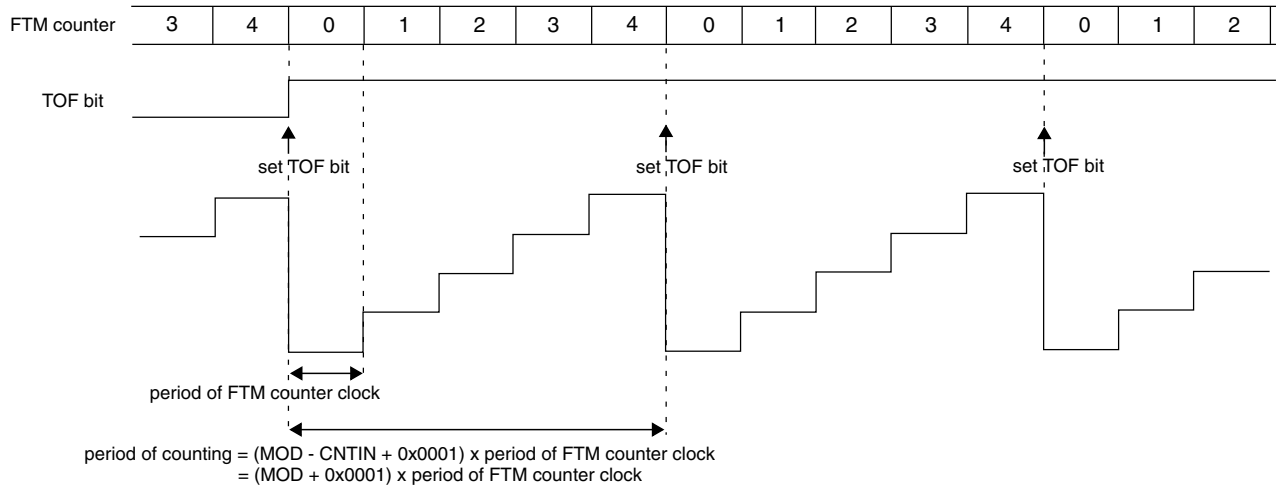 FTM counter 3 4 0 1 2 3 4 0 1 2 3 4 0 1 2
TOF bit
set TOF bit set TOF bit set TOF bit
period of FTM counter clock
period of counting = (MOD - CNTIN + 0x0001) x period of FTM counter clock
= (MOD + 0x0001) x period of FTM counter clock